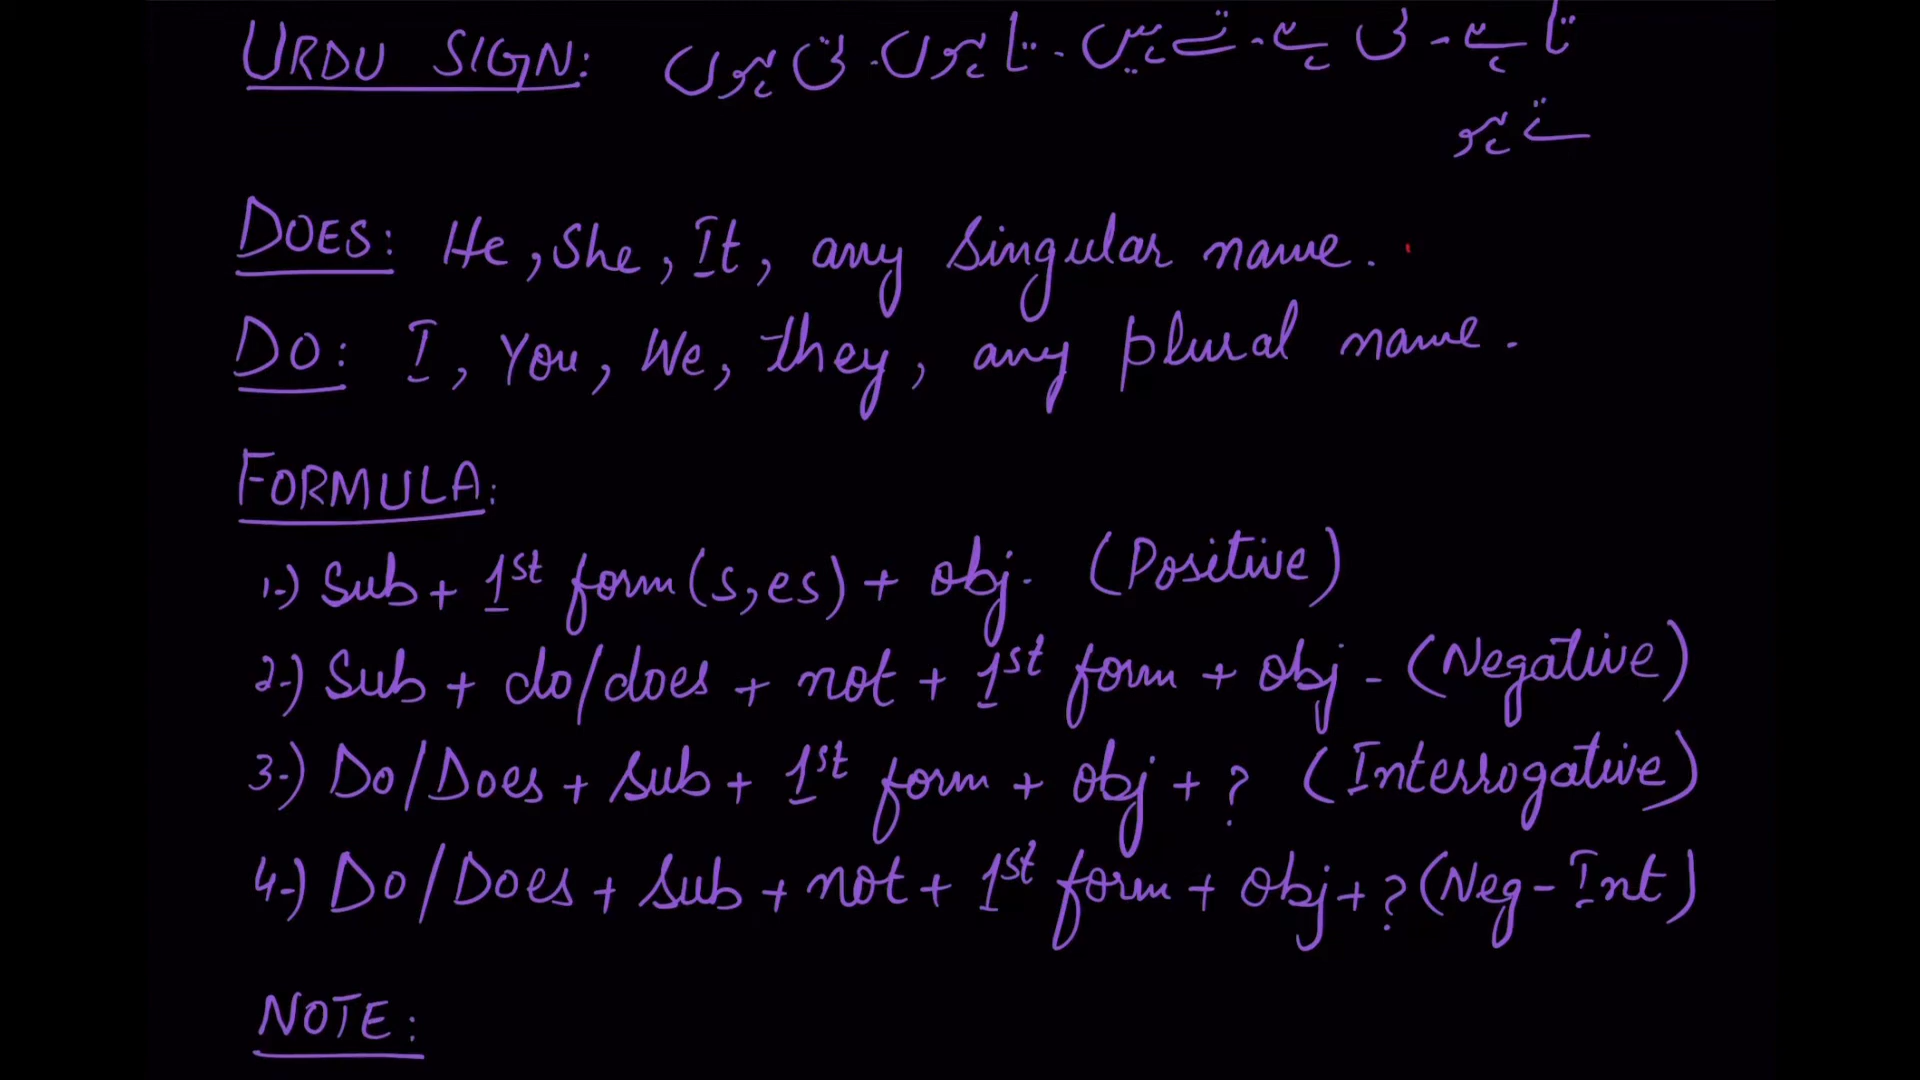 URDU SIGN: تا ہے - تی ہے - تے ہیں - تا ہوں - تی ہوں
تے ہو
DOES: He, She, It, any singular name.
DO: I, You, We, they, any plural name.
FORMULA:
1.) Sub + 1st form (s,es) + obj. (Positive)
2.) Sub + do/does + not + 1st form + obj - (Negative)
3.) Do/Does + sub + 1st form + obj + ? (Interrogative)
4.) Do/Does + sub + not + 1st form + obj + ? (Neg-Int)
NOTE: